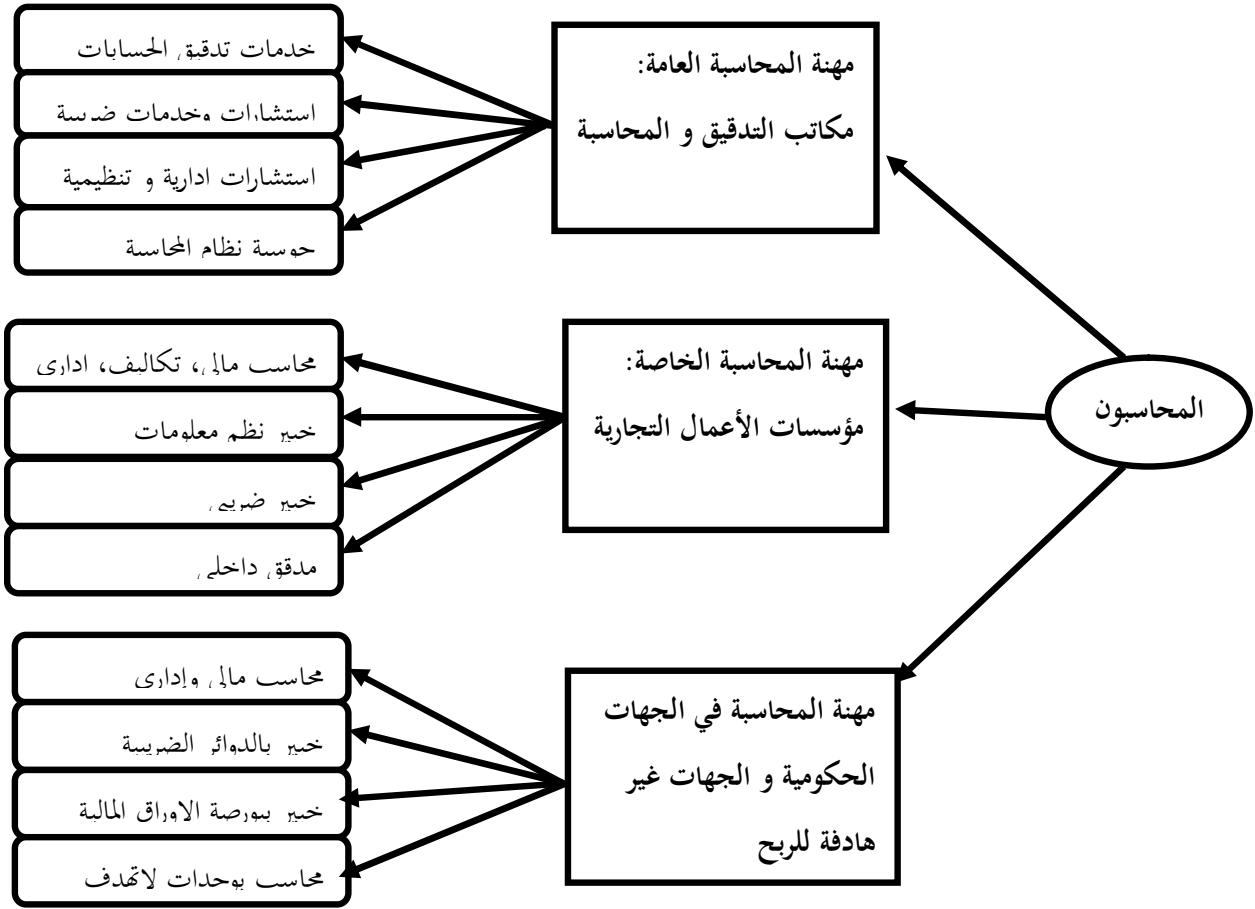 المحاسبون
مهنة المحاسبة العامة:
مكاتب التدقيق و المحاسبة
خدمات تدقيق الحسابات
استشارات وخدمات ضريبية
استشارات ادارية و تنظيمية
حوسبة نظام المحاسبة
مهنة المحاسبة الخاصة:
مؤسسات الأعمال التجارية
محاسب مالي، تكاليف، اداري
خبير نظم معلومات
خبير ضريبي
مدقق داخلي
مهنة المحاسبة في الجهات
الحكومية و الجهات غير
هادفة للربح
محاسب مالي وإداري
خبير بالدوائر الضريبية
خبير ببورصة الاوراق المالية
محاسب بوحدات لاتهدف